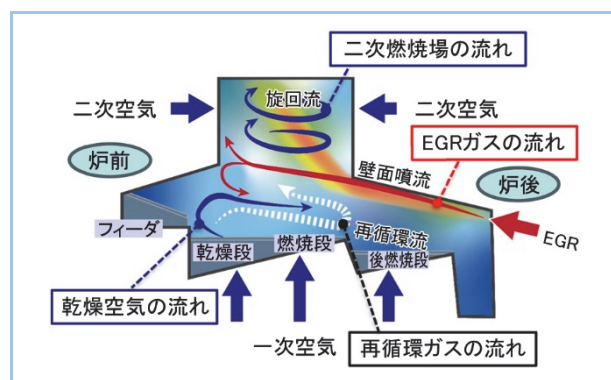 二次燃焼場の流れ
旋回流
二次空気
二次空気
EGRガスの流れ
炉前
壁面噴流
炉後
フィーダ
再循環流
EGR
乾燥段
燃焼段
後燃焼段
乾燥空気の流れ
一次空気
再循環ガスの流れ